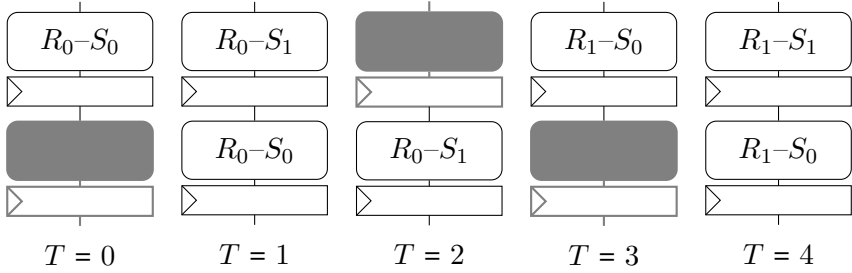 R₀–S₀ R₀–S₁ R₁–S₀ R₁–S₁
R₀–S₀ R₀–S₁ R₁–S₀
T = 0 T = 1 T = 2 T = 3 T = 4